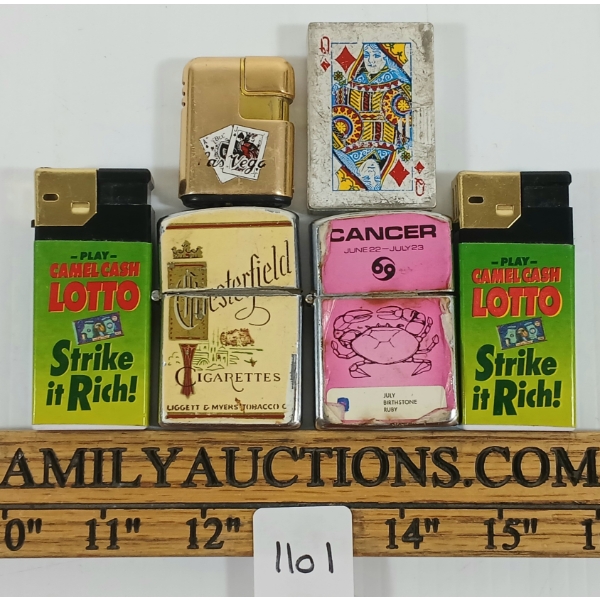 Q
Las Vegas
Q
CANCER
JUNE 22 – JULY 23
- PLAY -
CAMEL CASH
LOTTO
Strike
it Rich!
Chesterfield
CIGARETTES
LIGGETT & MYERS TOBACCO C
JULY
BIRTHSTONE
RUBY
- PLAY -
CAMEL CASH
LOTTO
Strike
it Rich!
AMILYAUCTIONS.COM
0" 11" 12" 14" 15" 1
1101